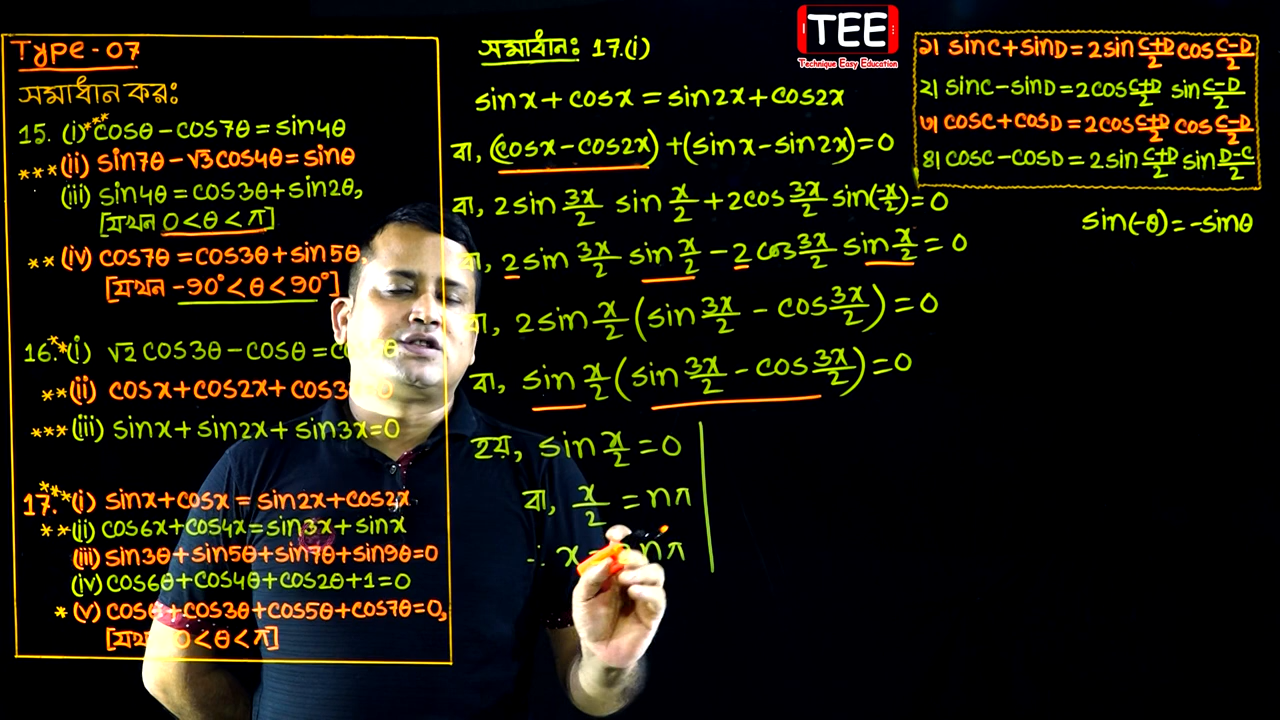 Type - 07
সমাধান করঃ
15. (i)*** cosθ − cos7θ = sin4θ
*** (ii) sin7θ − √3cos4θ = sinθ
(iii) sin4θ = cos3θ + sin2θ,
[যখন 0 < θ < π]
** (iv) cos7θ = cos3θ + sin5θ,
[যখন -90° < θ < 90°]
16. ** (i) √2 cos3θ − cosθ =
** (ii) cosx + cos2x + cos3
*** (iii) sinx + sin2x + sin3x = 0
17. *** (i) sinx + cosx = sin2x + cos2x
** (ii) cos6x + cos4x = sin3x + sinx
(iii) sin3θ + sin5θ + sin7θ + sin9θ = 0
(iv) cos6θ + cos4θ + cos2θ + 1 = 0
* (v) cosθ + cos3θ + cos5θ + cos7θ = 0,
[যখন 0 < θ < π]
সমাধান: 17.(i)
sinx + cosx = sin2x + cos2x
বা, (cosx − cos2x) + (sinx − sin2x) = 0
বা, 2sin 3x/2 sin x/2 + 2cos 3x/2 sin(-x/2) = 0
বা, 2sin 3x/2 sin x/2 − 2cos 3x/2 sin x/2 = 0
বা, 2sin x/2 (sin 3x/2 − cos 3x/2) = 0
বা, sin x/2 (sin 3x/2 − cos 3x/2) = 0
হয়, sin x/2 = 0
বা, x/2 = nπ
∴ x nπ
TEE
Technique Easy Education
১। sinC + sinD = 2sin C+D/2 cos C−D/2
২। sinC − sinD = 2cos C+D/2 sin C−D/2
৩। cosC + cosD = 2cos C+D/2 cos C−D/2
৪। cosC − cosD = 2sin C+D/2 sin D−C/2
sin(-θ) = -sinθ